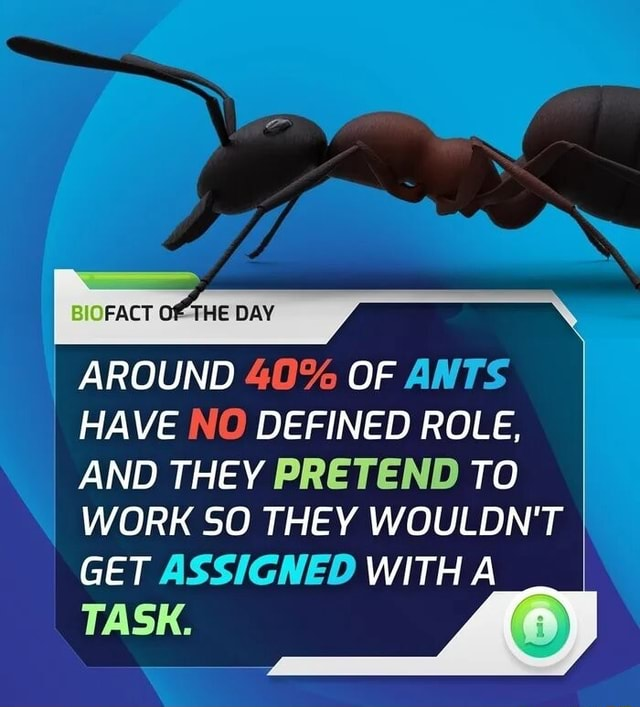 BIOFACT OF THE DAY
AROUND 40% OF ANTS
HAVE NO DEFINED ROLE,
AND THEY PRETEND TO
WORK SO THEY WOULDN'T
GET ASSIGNED WITH A
TASK.
i